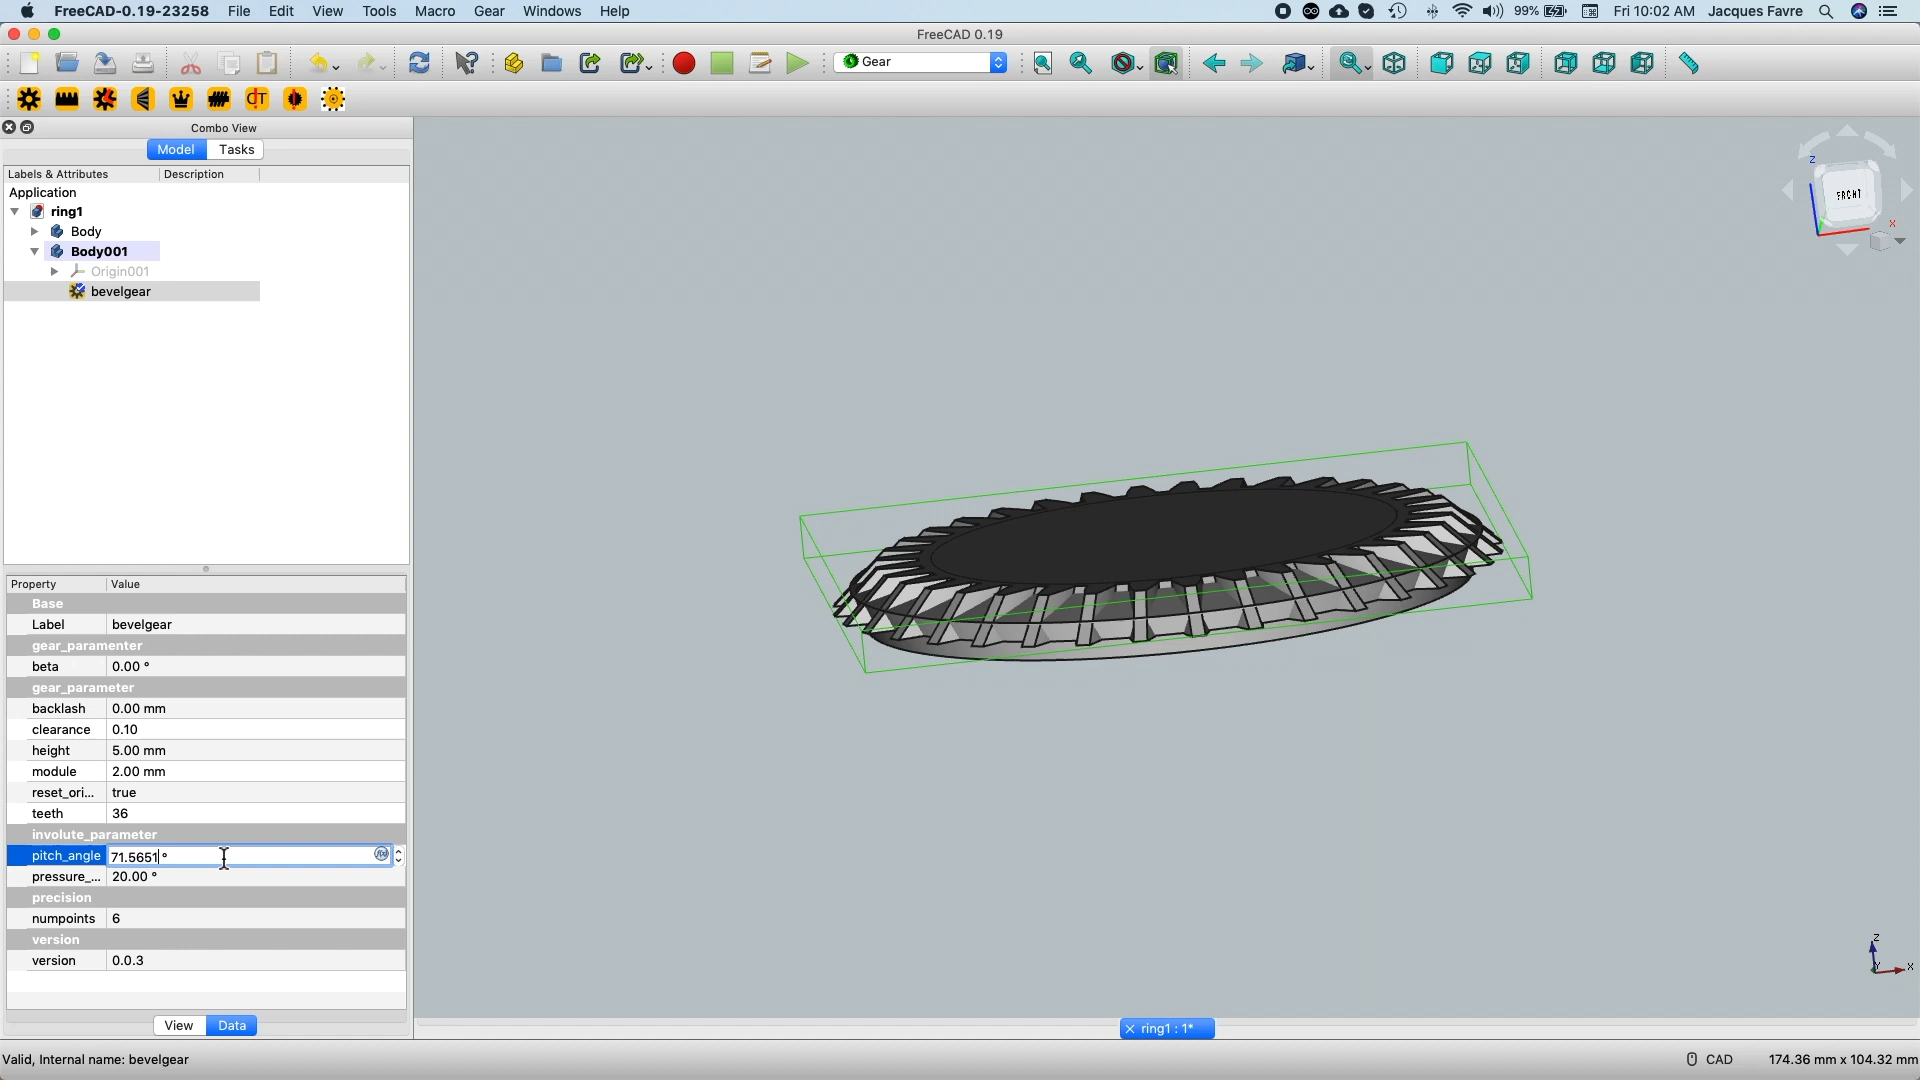 FreeCAD-0.19-23258 File Edit View Tools Macro Gear Windows Help
99% Fri 10:02 AM Jacques Favre
FreeCAD 0.19
Gear
Combo View
Model Tasks
Labels & Attributes Description
Application
ring1
Body
Body001
Origin001
bevelgear
Property Value
Base
Label bevelgear
gear_paramenter
beta 0.00 °
gear_parameter
backlash 0.00 mm
clearance 0.10
height 5.00 mm
module 2.00 mm
reset_ori... true
teeth 36
involute_parameter
pitch_angle 71.5651 °
pressure_... 20.00 °
precision
numpoints 6
version
version 0.0.3
View Data
Z
FRONT
X
Z
Y
X
ring1 : 1*
Valid, Internal name: bevelgear
CAD 174.36 mm x 104.32 mm